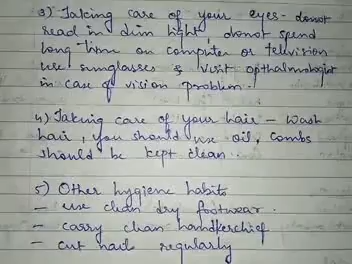 3) Taking care of your eyes - donot
read in dim light, donot spend
long time on computer or television
use sunglasses & visit opthalmologist
in case of vision problem.
4) Taking care of your hair - wash
hair, you should use oil, combs
should be kept clean.
5) Other hygiene habits
- use clean dry footwear.
- carry clean handkerchief
- cut nails regularly